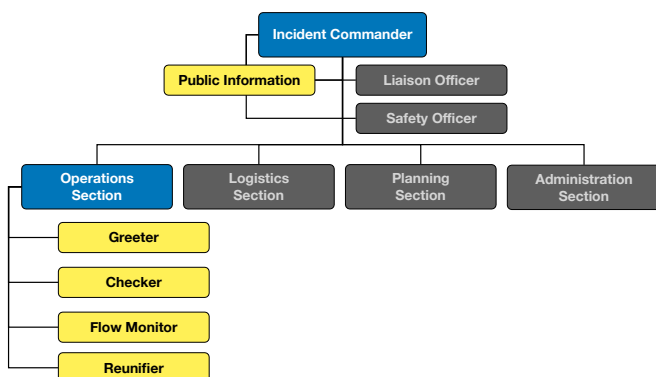 Incident Commander
Public Information
Liaison Officer
Safety Officer
Operations
Section
Logistics
Section
Planning
Section
Administration
Section
Greeter
Checker
Flow Monitor
Reunifier